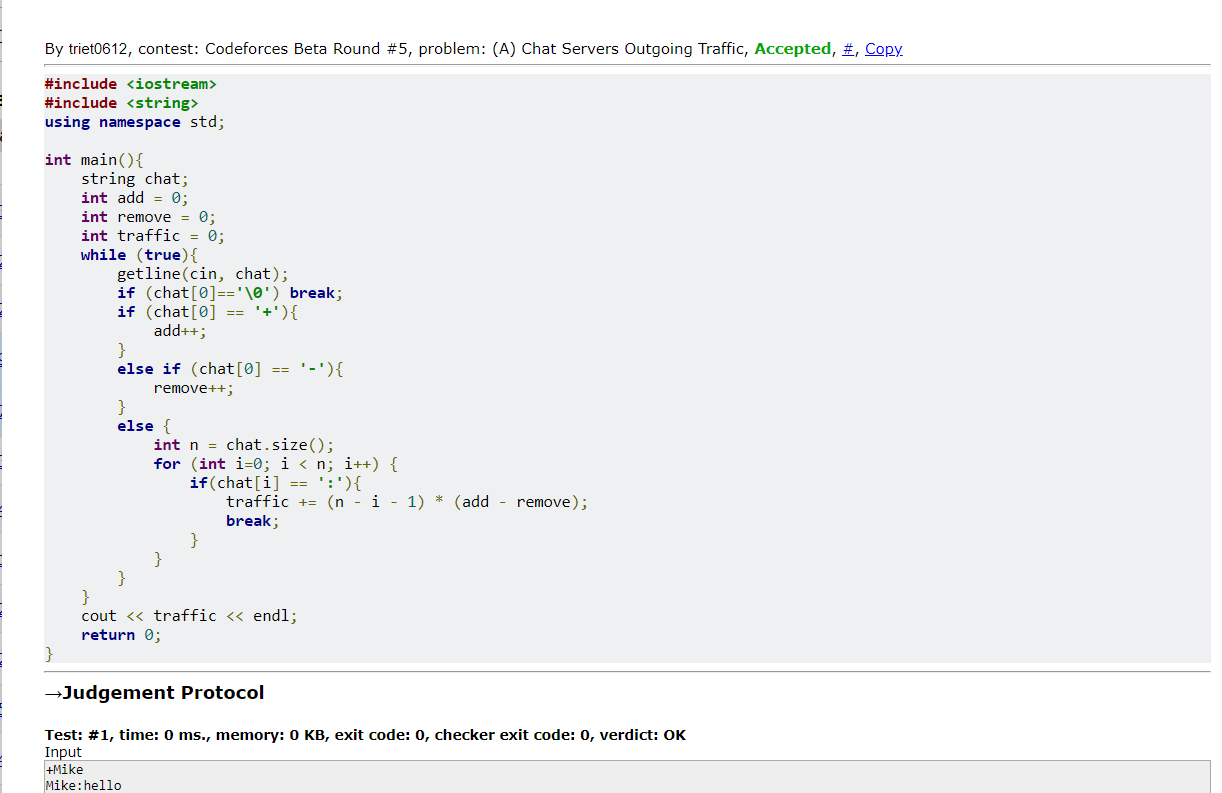 By triet0612, contest: Codeforces Beta Round #5, problem: (A) Chat Servers Outgoing Traffic, Accepted, #, Copy
#include <iostream>
#include <string>
using namespace std;
int main(){
    string chat;
    int add = 0;
    int remove = 0;
    int traffic = 0;
    while (true){
        getline(cin, chat);
        if (chat[0]=='\0') break;
        if (chat[0] == '+'){
            add++;
        }
        else if (chat[0] == '-'){
            remove++;
        }
        else {
            int n = chat.size();
            for (int i=0; i < n; i++) {
                if(chat[i] == ':'){
                    traffic += (n - i - 1) * (add - remove);
                    break;
                }
            }
        }
    }
    cout << traffic << endl;
    return 0;
}
→Judgement Protocol
Test: #1, time: 0 ms., memory: 0 KB, exit code: 0, checker exit code: 0, verdict: OK
Input
+Mike
Mike:hello